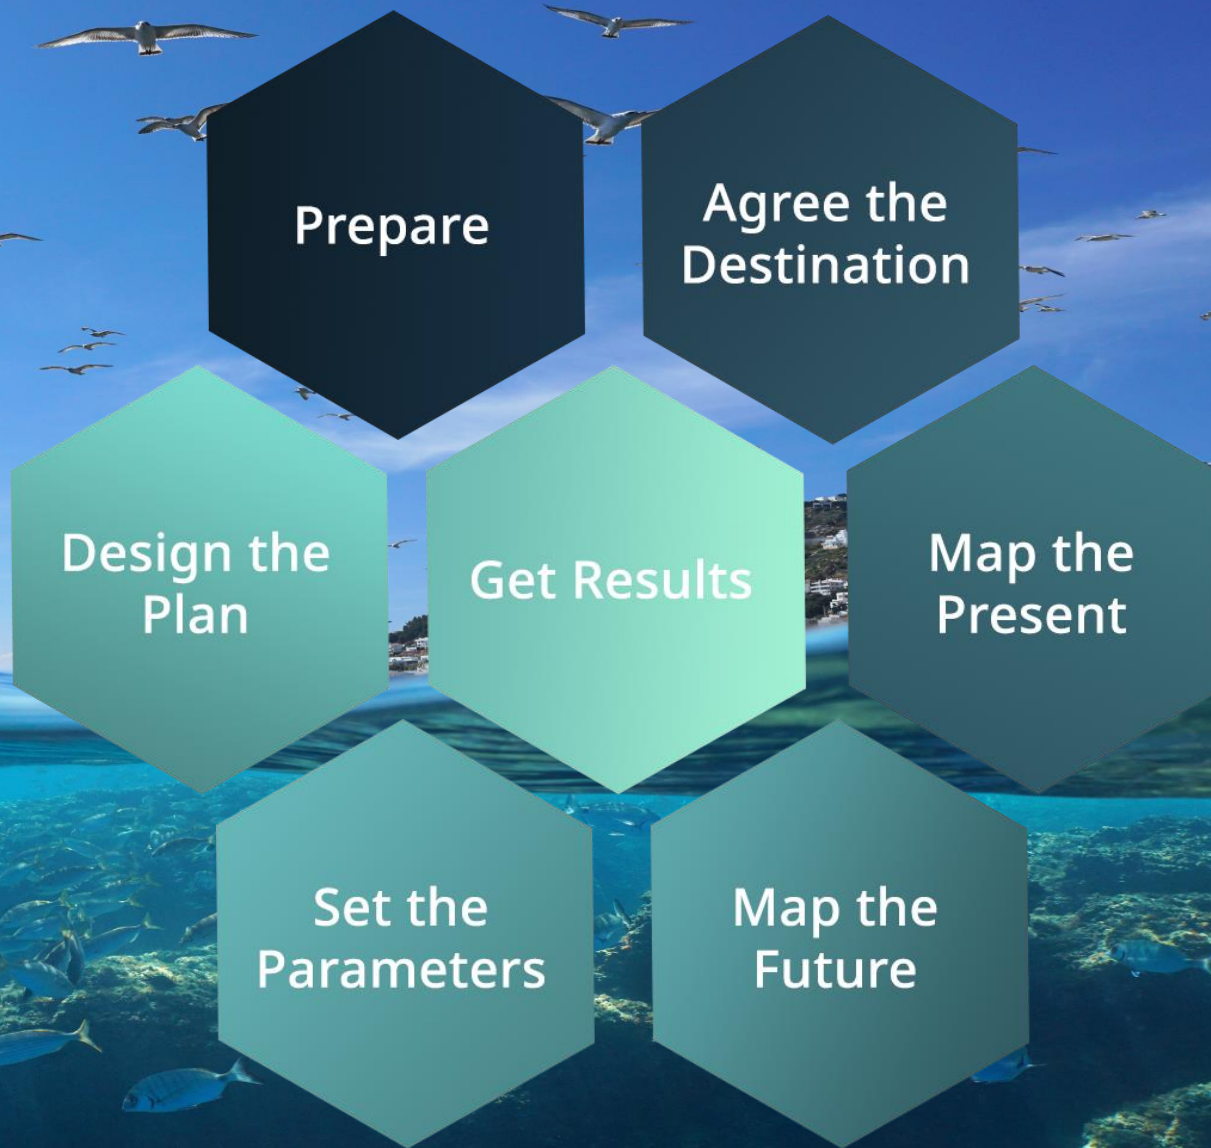 Prepare
Agree the
Destination
Design the
Plan
Get Results
Map the
Present
Set the
Parameters
Map the
Future